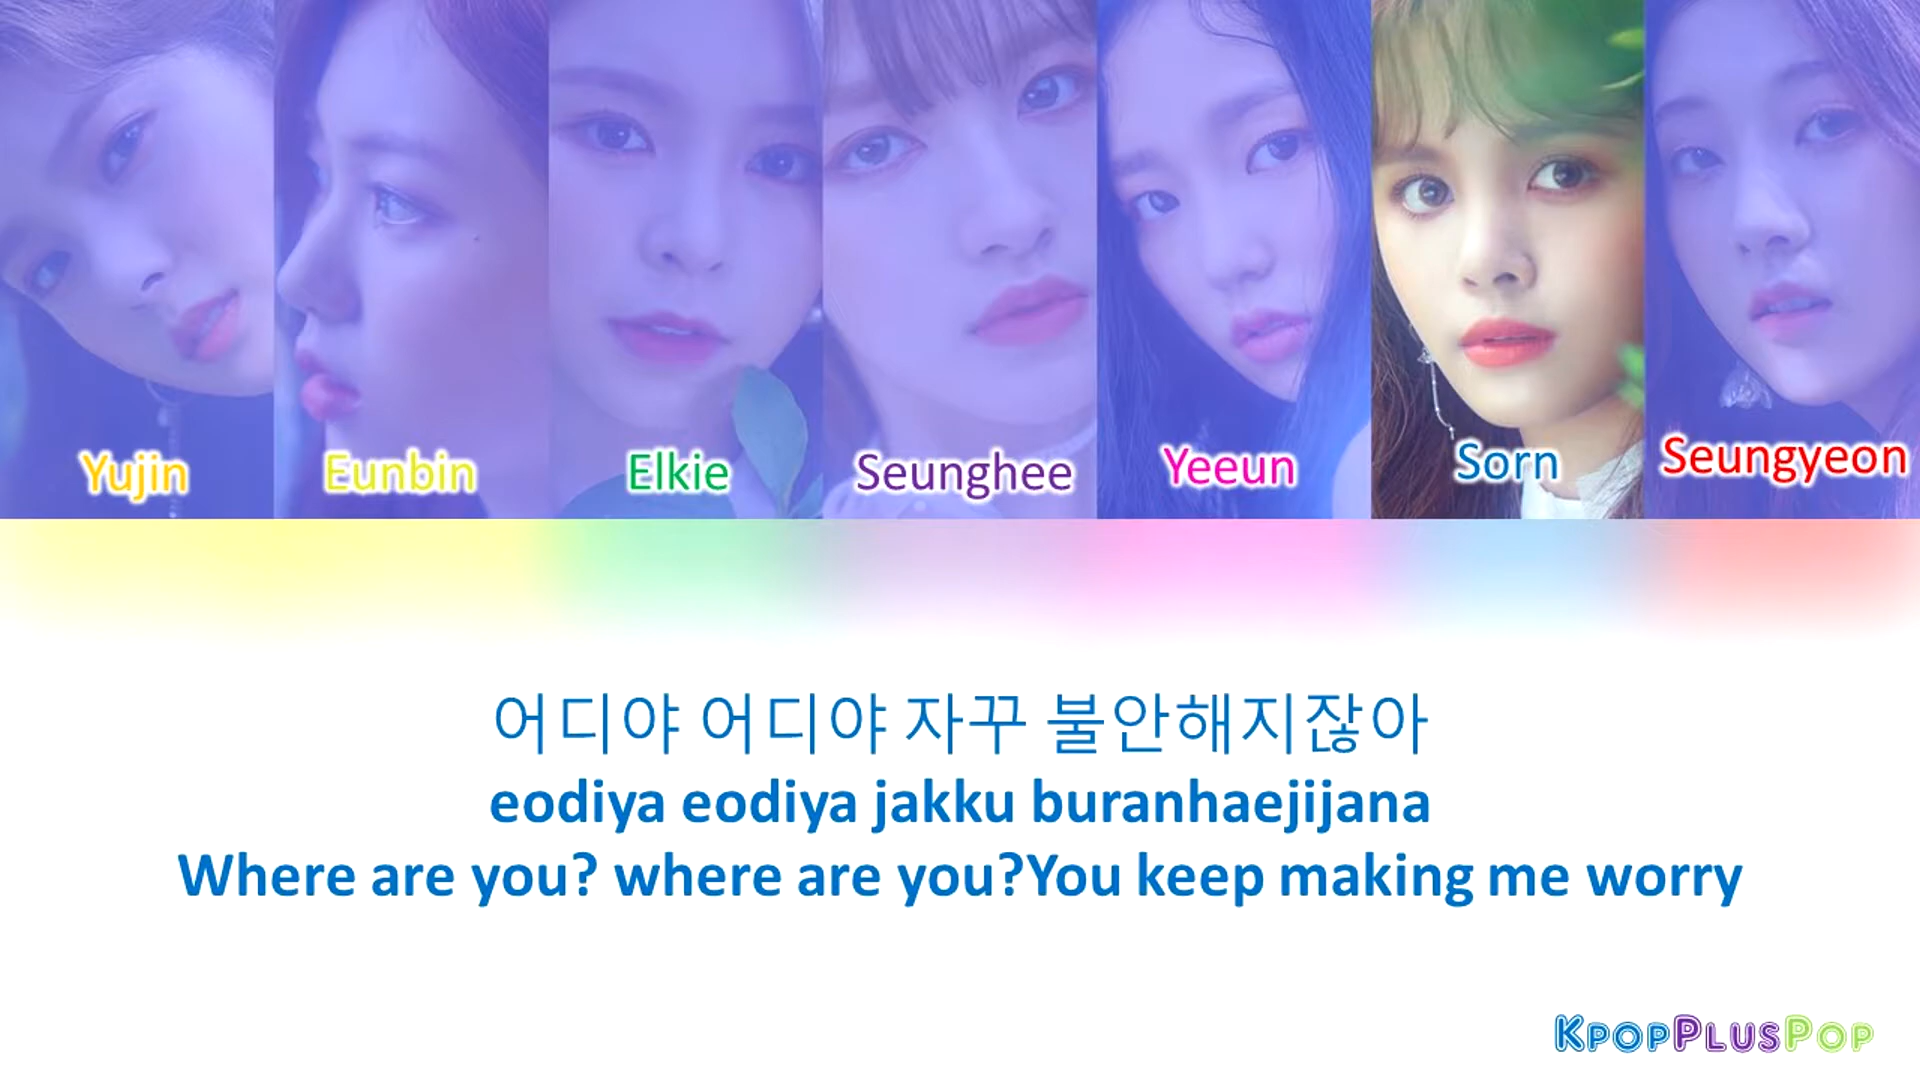 Yujin Eunbin Elkie Seunghee Yeeun Sorn Seungyeon
어디야 어디야 자꾸 불안해지잖아
eodiya eodiya jakku buranhaejijana
Where are you? where are you?You keep making me worry
KPOPPLUSPOP